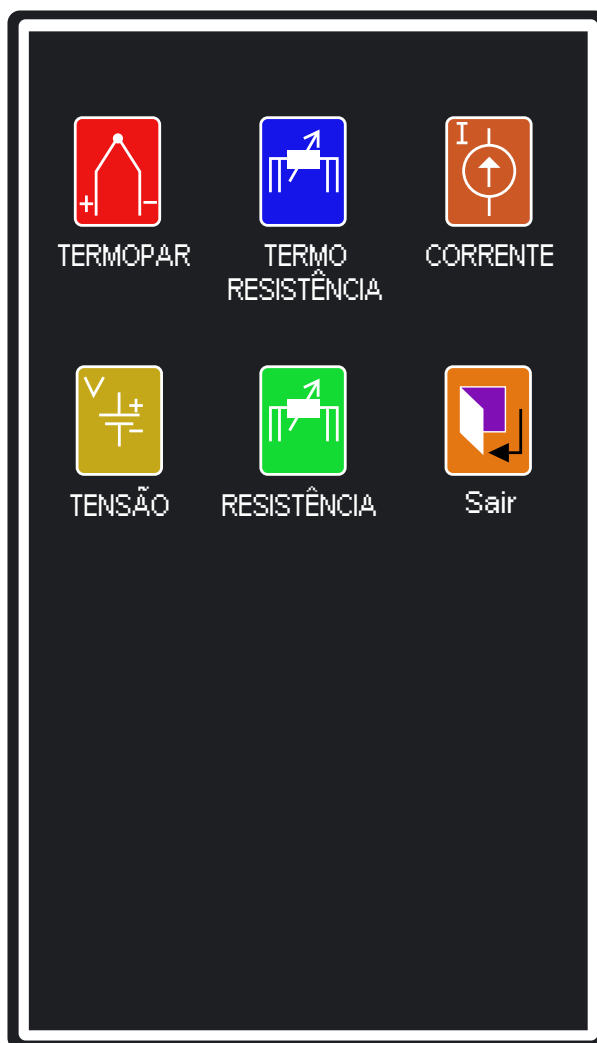 I
+ −
TERMOPAR
TERMO
RESISTÊNCIA
CORRENTE
V
+
−
TENSÃO
RESISTÊNCIA
Sair